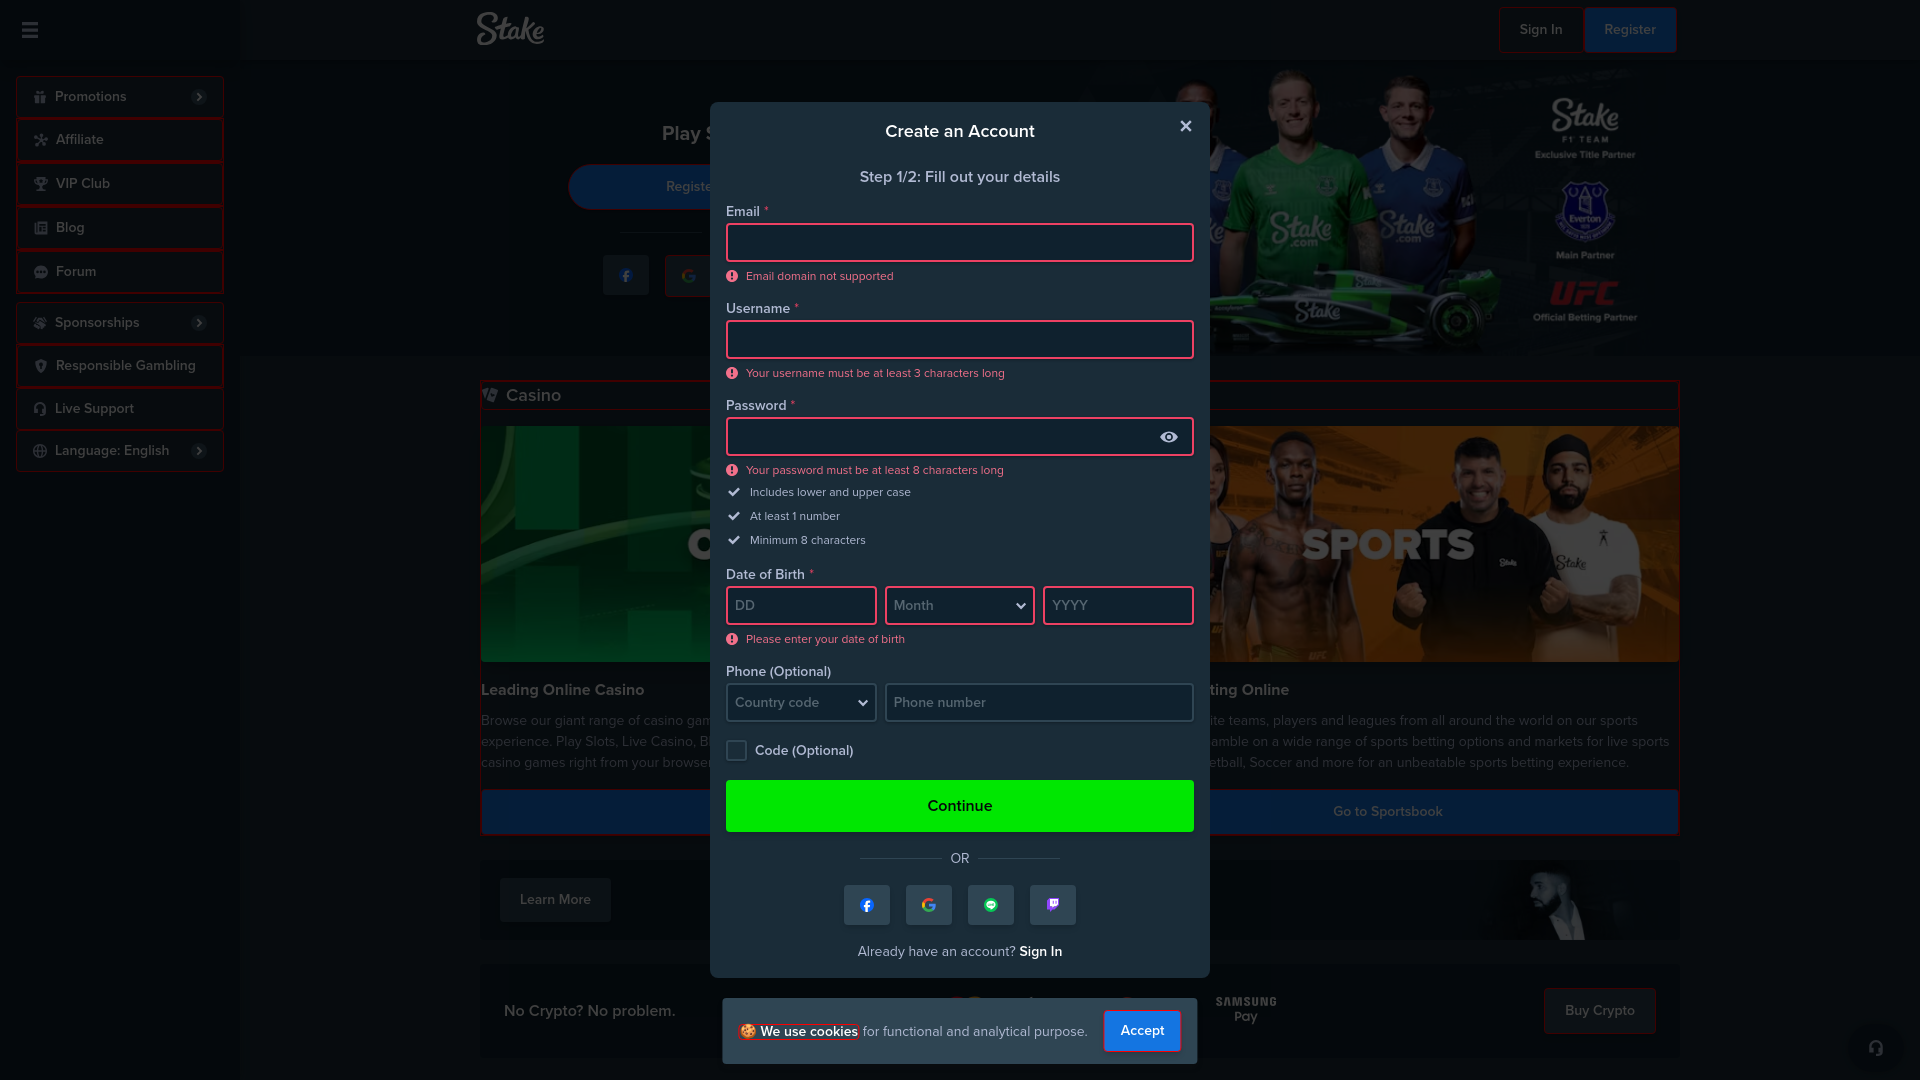 Stake
Sign In
Register
Promotions
Affiliate
VIP Club
Blog
Forum
Sponsorships
Responsible Gambling
Live Support
Language: English
Play
Stake
F1 TEAM
Exclusive Title Partner
Everton
Main Partner
UFC
Official Betting Partner
Stake
.com
Stake
.com
Stake
Create an Account
Step 1/2: Fill out your details
Email *
Email domain not supported
Username *
Your username must be at least 3 characters long
Password *
Your password must be at least 8 characters long
Includes lower and upper case
At least 1 number
Minimum 8 characters
Date of Birth *
DD
Month
YYYY
Please enter your date of birth
Phone (Optional)
Country code
Phone number
Code (Optional)
Continue
OR
Already have an account? Sign In
Casino
SPORTS
Stake
Stake
Leading Online Casino
Browse our giant range of casino
experience. Play Slots, Live Casino,
casino games right from your
Online
teams, players and leagues from all around the world on our sports
on a wide range of sports betting options and markets for live sports
Soccer and more for an unbeatable sports betting experience.
Go to Sportsbook
Learn More
No Crypto? No problem.
SAMSUNG
Pay
Buy Crypto
We use cookies for functional and analytical purpose.
Accept